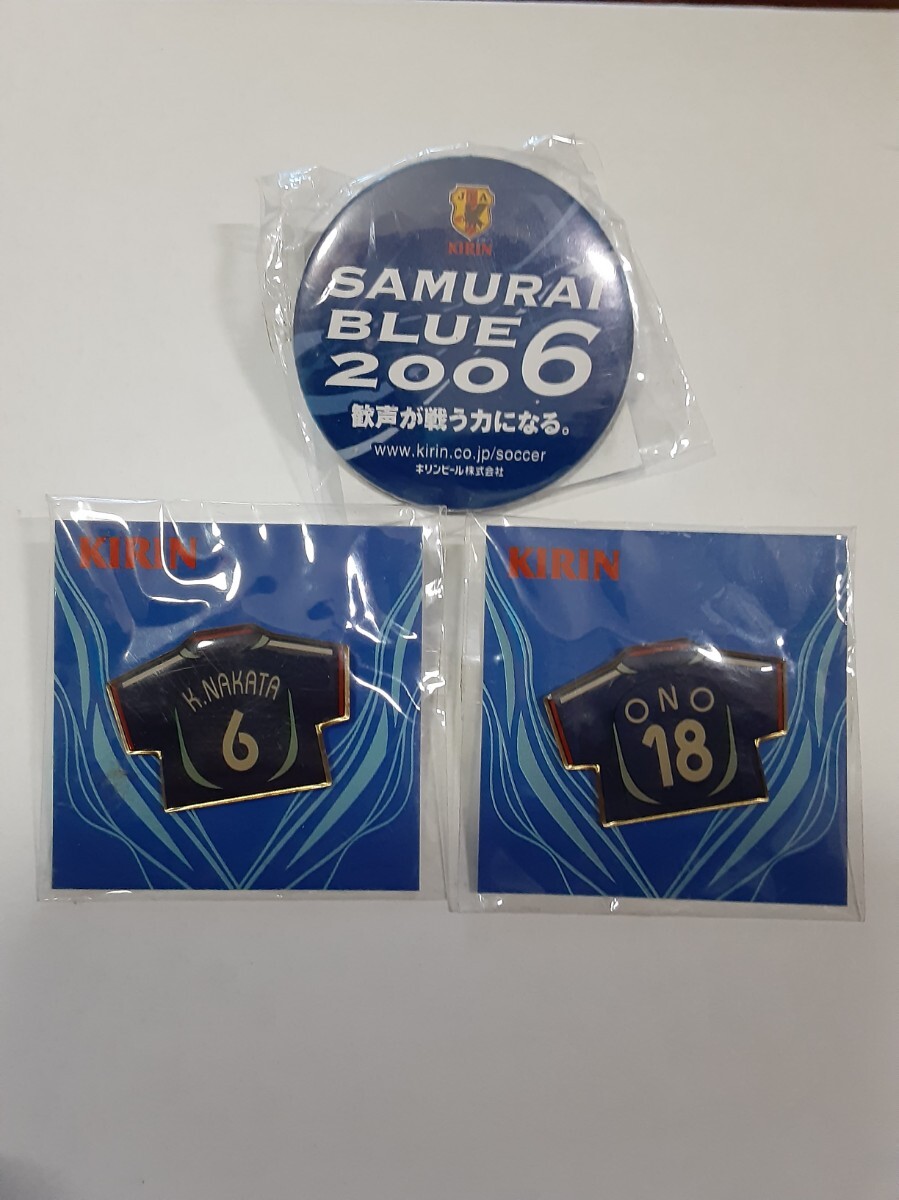 JFA
KIRIN
SAMURAI
BLUE
2006
歓声が戦う力になる。
www.kirin.co.jp/soccer
キリンビール株式会社
KIRIN
K.NAKATA
6
KIRIN
ONO
18